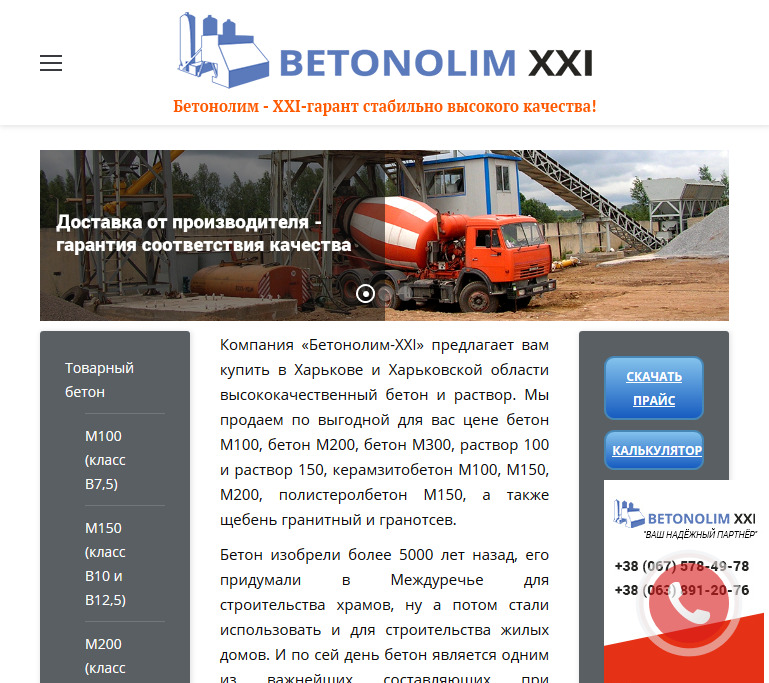 BETONOLIM XXI
Бетонолим - XXI-гарант стабильно высокого качества!
Доставка от производителя -
гарантия соответствия качества
Товарный
бетон
М100
(класс
В7,5)
М150
(класс
В10 и
В12,5)
М200
(класс
Компания «Бетонолим-XXI» предлагает вам
купить в Харькове и Харьковской области
высококачественный бетон и раствор. Мы
продаем по выгодной для вас цене бетон
М100, бетон М200, бетон М300, раствор 100
и раствор 150, керамзитобетон М100, М150,
М200, полистеролбетон М150, а также
щебень гранитный и гранотсев.
Бетон изобрели более 5000 лет назад, его
придумали в Междуречье для
строительства храмов, ну а потом стали
использовать и для строительства жилых
домов. И по сей день бетон является одним
из важнейших составляющих при
СКАЧАТЬ
ПРАЙС
КАЛЬКУЛЯТОР
BETONOLIM XXI
"ВАШ НАДЁЖНЫЙ ПАРТНЁР"
+38 (067) 578-49-78
+38 (063) 891-20-76